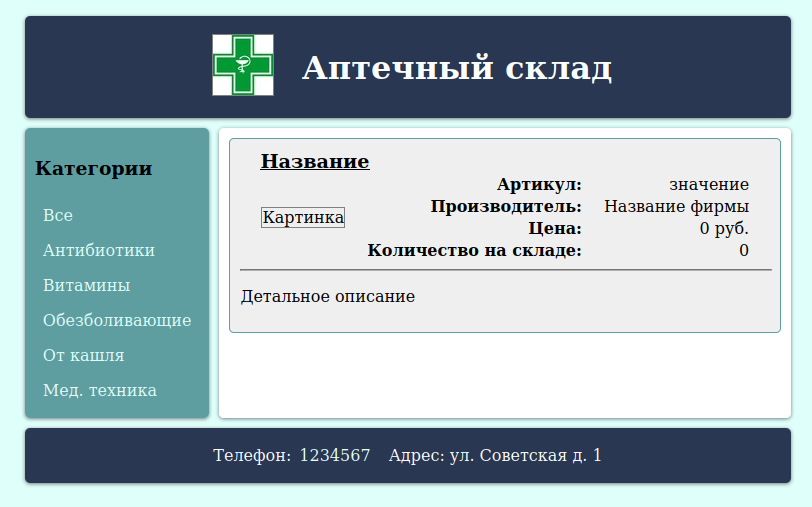 Аптечный склад
Категории
Все
Антибиотики
Витамины
Обезболивающие
От кашля
Мед. техника
Название
Картинка
Артикул: значение
Производитель: Название фирмы
Цена: 0 руб.
Количество на складе: 0
Детальное описание
Телефон: 1234567 Адрес: ул. Советская д. 1